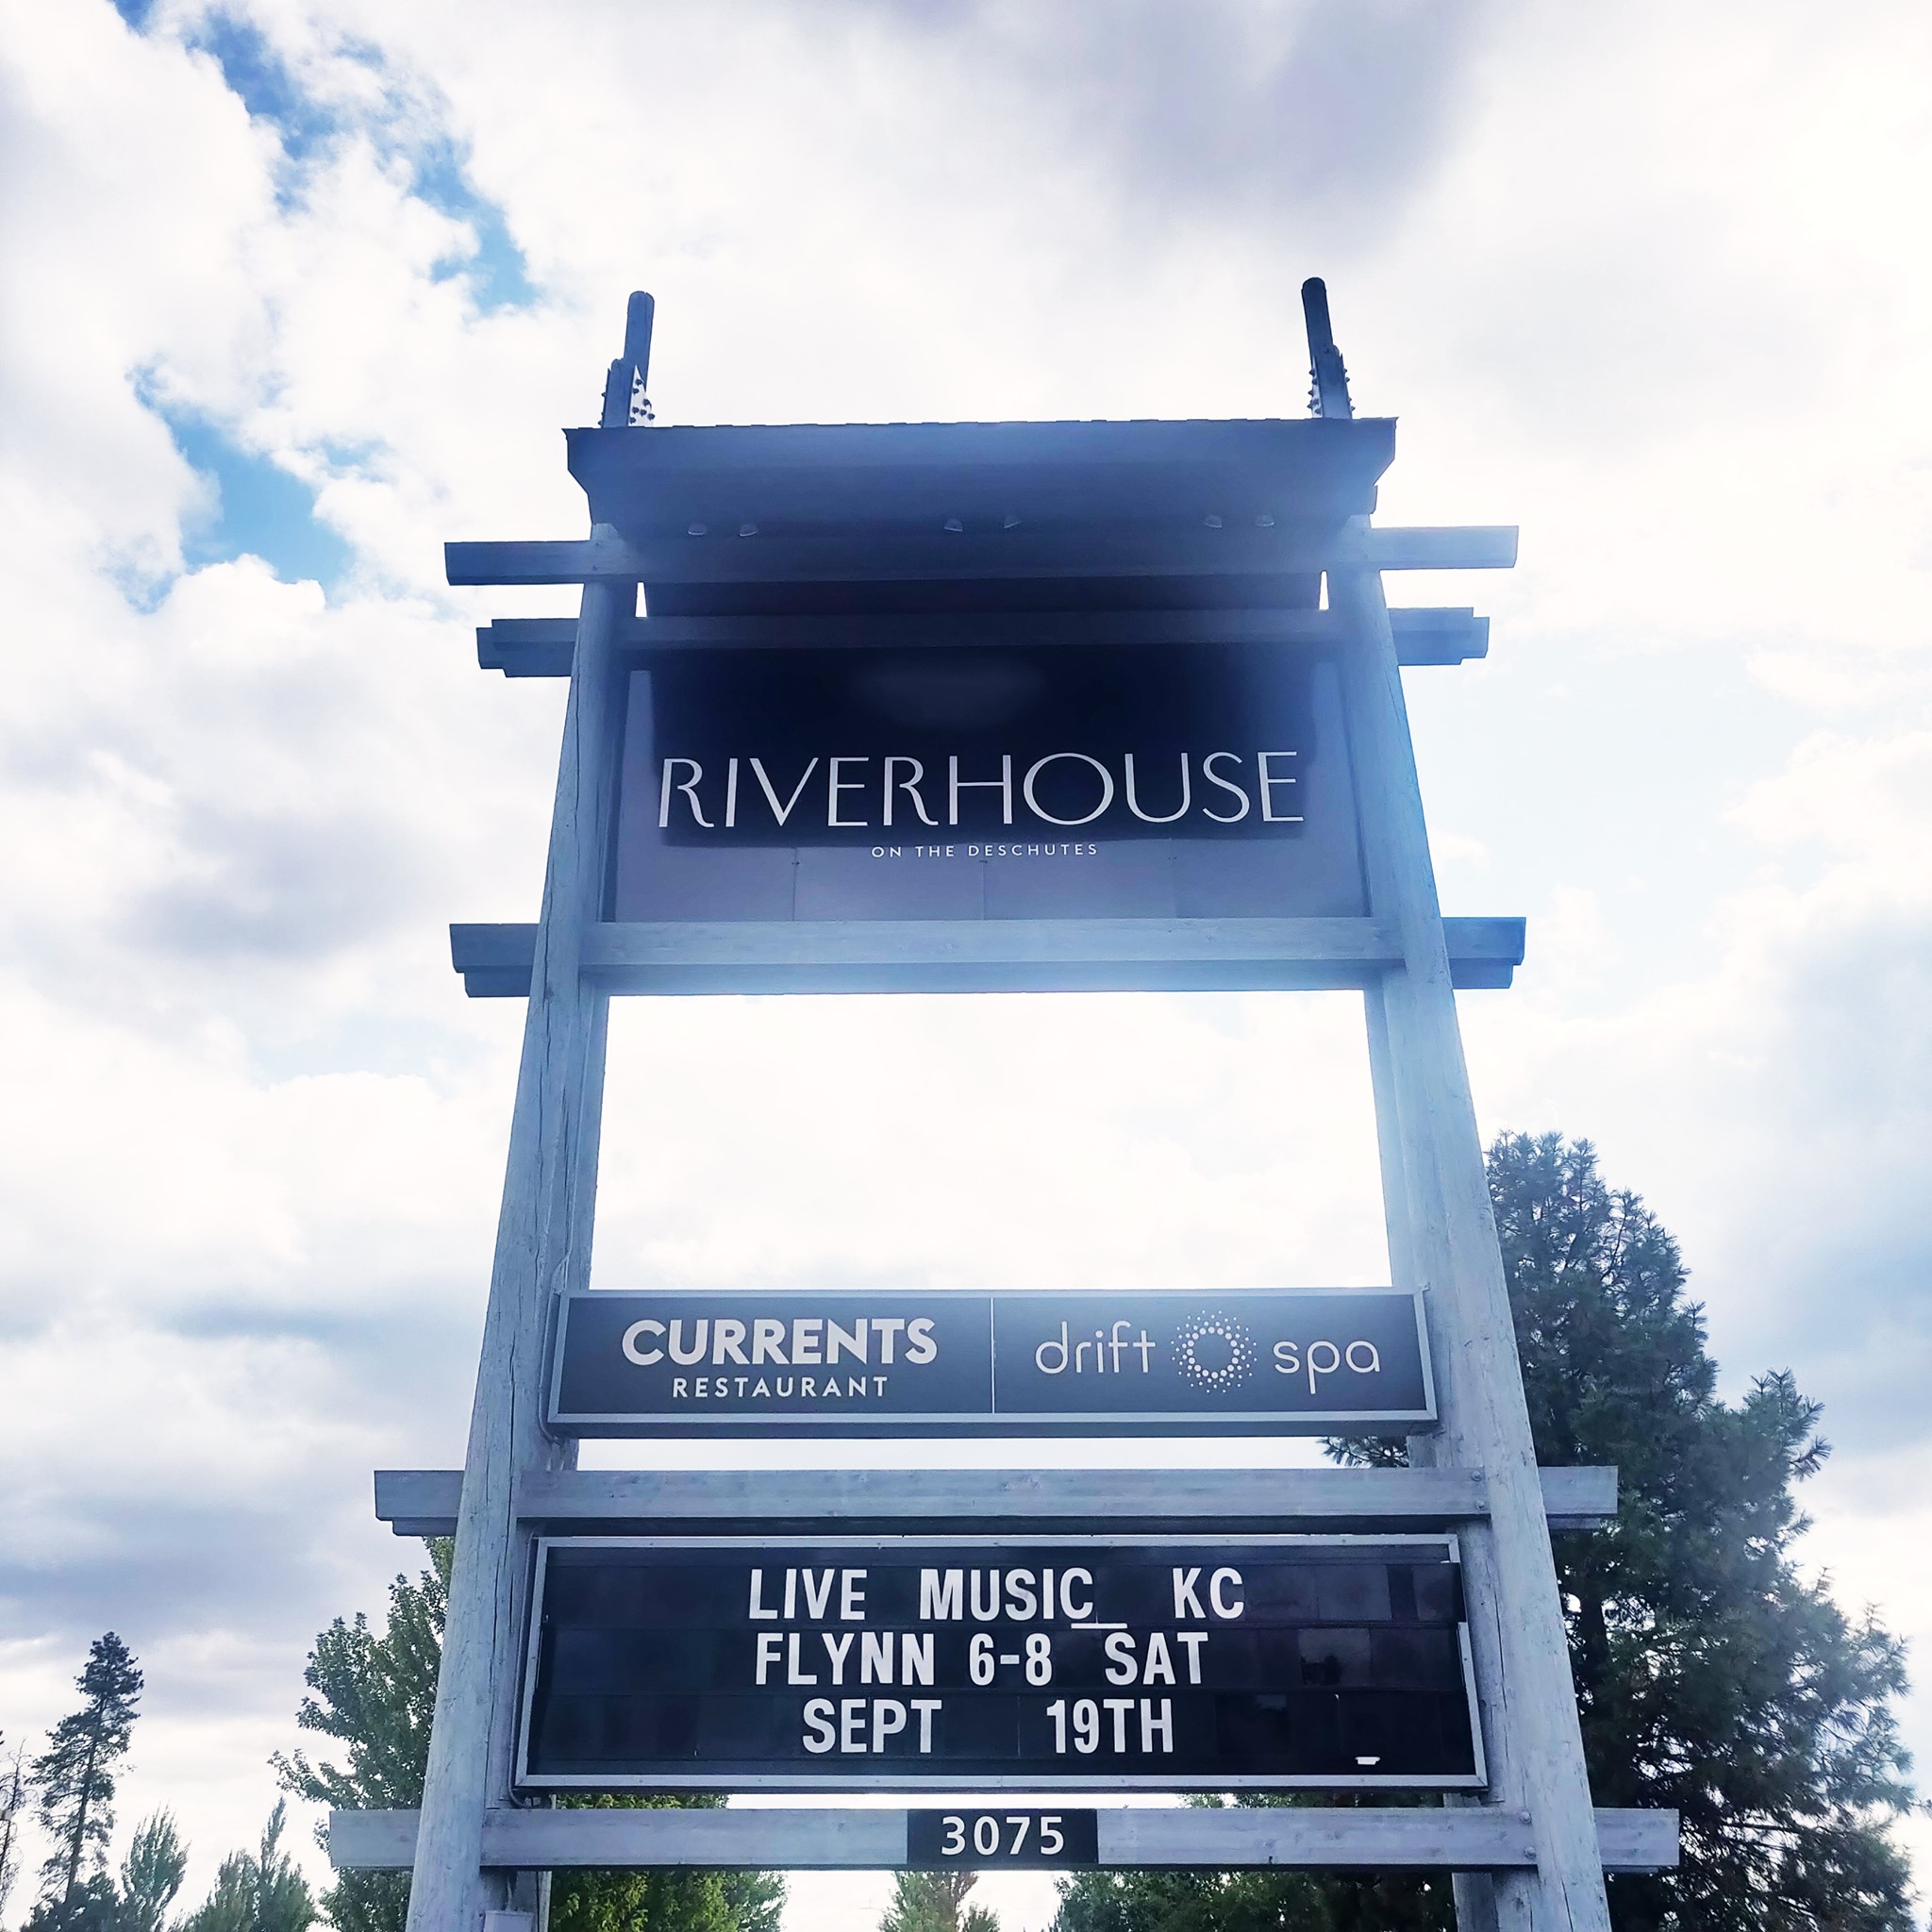 RIVERHOUSE
ON THE DESCHUTES
CURRENTS
RESTAURANT
drift spa
LIVE MUSIC_ KC
FLYNN 6-8 SAT
SEPT 19TH
3075